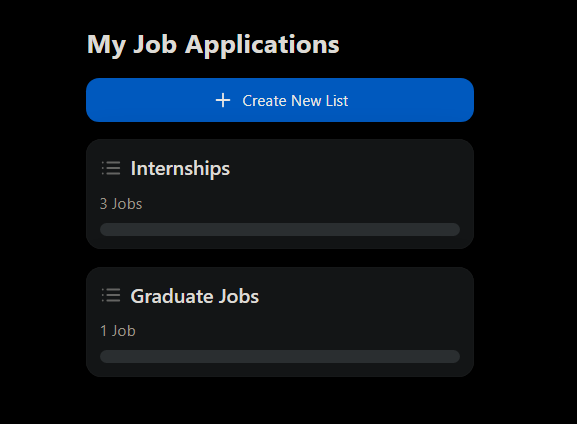 My Job Applications
Create New List
Internships
3 Jobs
Graduate Jobs
1 Job